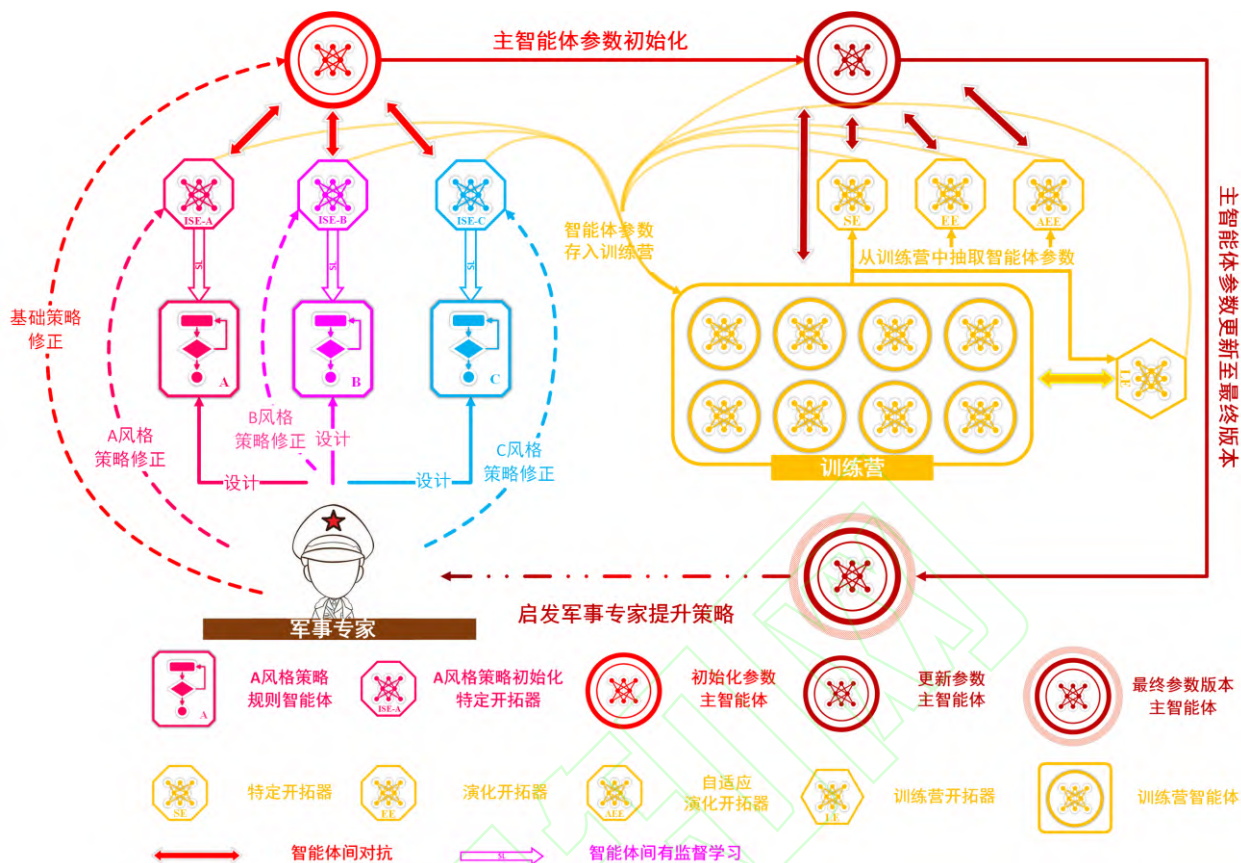 主智能体参数初始化
ISE-A
ISE-B
ISE-C
SE
EE
AEE
智能体参数
存入训练营
从训练营中抽取智能体参数
SL
SL
SL
基础策略
修正
A
B
C
A风格
策略修正
B风格
策略修正
设计
C风格
策略修正
设计
设计
训练营
主智能体参数更新至最终版本
军事专家
启发军事专家提升策略
A
A风格策略
规则智能体
ISE-A
A风格策略初始化
特定开拓器
初始化参数
主智能体
更新参数
主智能体
最终参数版本
主智能体
SE
特定开拓器
EE
演化开拓器
AEE
自适应
演化开拓器
训练营开拓器
训练营智能体
智能体间对抗
SL
智能体间有监督学习